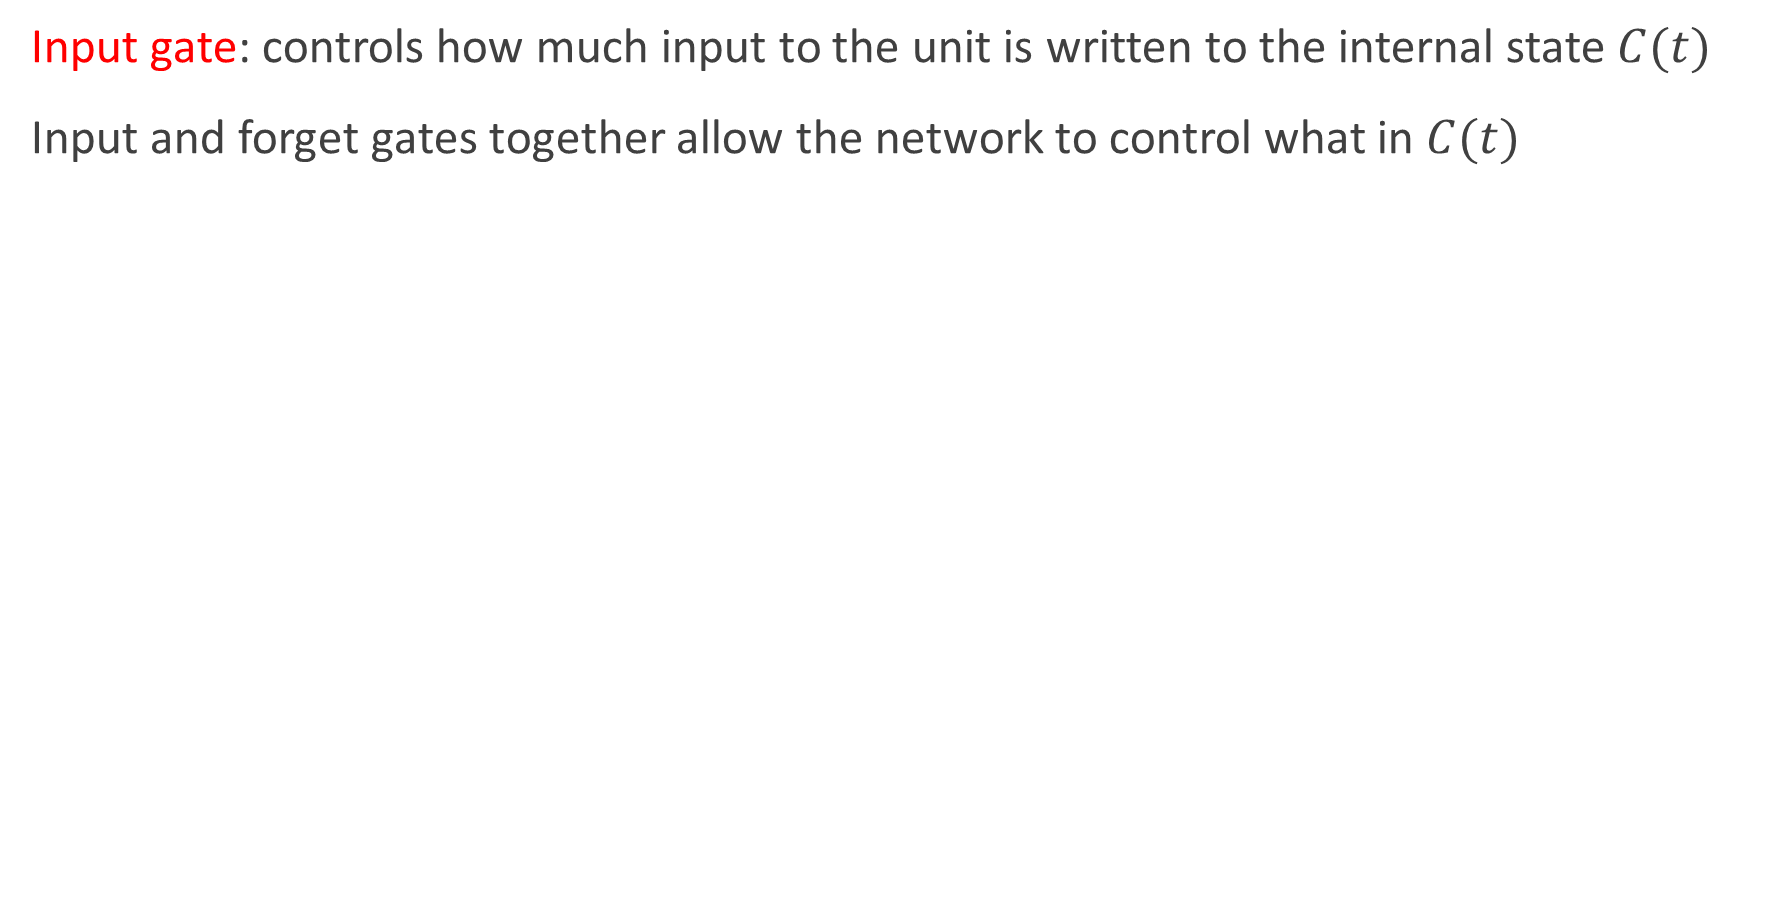 Input gate: controls how much input to the unit is written to the internal state C(t)
Input and forget gates together allow the network to control what in C(t)